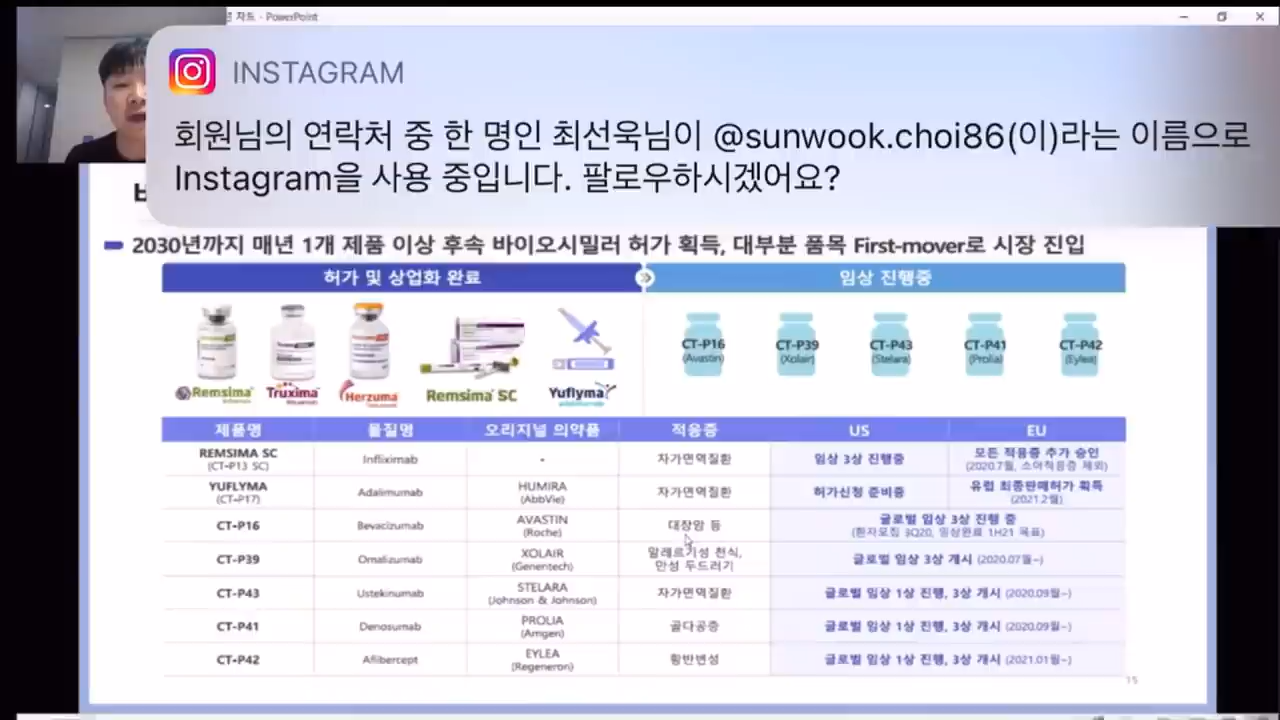 트 차트 - PowerPoint
INSTAGRAM
회원님의 연락처 중 한 명인 최선욱님이 @sunwook.choi86(이)라는 이름으로
Instagram을 사용 중입니다. 팔로우하시겠어요?
2030년까지 매년 1개 제품 이상 후속 바이오시밀러 허가 획득, 대부분 품목 First-mover로 시장 진입
허가 및 상업화 완료 임상 진행중
CT-P16 CT-P39 CT-P43 CT-P41 CT-P42
(Avastin) (Xolair) (Stelara) (Prolia) (Eylea)
Remsima Truxima Herzuma Remsima SC Yuflyma
제품명 물질명 오리지널 의약품 적응증 US EU
REMSIMA SC Infliximab - 자가면역질환 임상 3상 진행중 모든 적응증 추가 승인
(CT-P13 SC) (2020.7월, 소아적응증 제외)
YUFLYMA Adalimumab HUMIRA 자가면역질환 허가신청 준비중 유럽 최종판매허가 획득
(CT-P17) (AbbVie) (2021.2월)
CT-P16 Bevacizumab AVASTIN 대장암 등 글로벌 임상 3상 진행 중
(Roche) (환자모집 3Q20, 임상완료 1H21 목표)
CT-P39 Omalizumab XOLAIR 알레르기성 천식, 글로벌 임상 3상 개시 (2020.07월~)
(Genentech) 만성 두드러기
CT-P43 Ustekinumab STELARA 자가면역질환 글로벌 임상 1상 진행, 3상 개시 (2020.09월~)
(Johnson & Johnson)
CT-P41 Denosumab PROLIA 골다공증 글로벌 임상 1상 진행, 3상 개시 (2020.09월~)
(Amgen)
CT-P42 Aflibercept EYLEA 황반변성 글로벌 임상 1상 진행, 3상 개시 (2021.01월~)
(Regeneron)
15